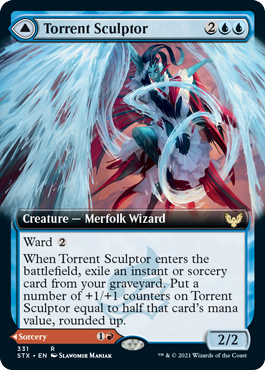 Torrent Sculptor 2
Creature — Merfolk Wizard
Ward 2
When Torrent Sculptor enters the
battlefield, exile an instant or sorcery
card from your graveyard. Put a
number of +1/+1 counters on Torrent
Sculptor equal to half that card's mana
value, rounded up.
Sorcery 1
2/2
331 R
STX • EN Slawomir Maniak
™ & © 2021 Wizards of the Coast